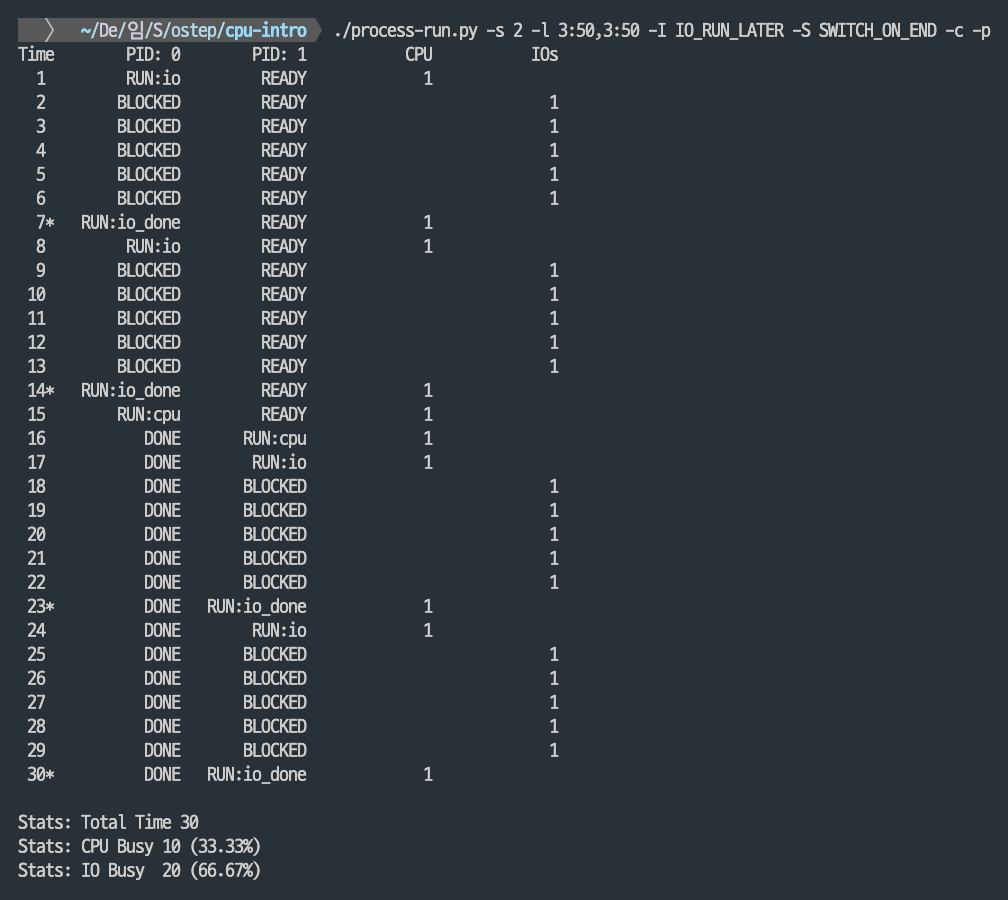 ~/De/임/S/ostep/cpu-intro ./process-run.py -s 2 -l 3:50,3:50 -I IO_RUN_LATER -S SWITCH_ON_END -c -p
Time PID: 0 PID: 1 CPU IOs
1 RUN:io READY 1
2 BLOCKED READY 1
3 BLOCKED READY 1
4 BLOCKED READY 1
5 BLOCKED READY 1
6 BLOCKED READY 1
7* RUN:io_done READY 1
8 RUN:io READY 1
9 BLOCKED READY 1
10 BLOCKED READY 1
11 BLOCKED READY 1
12 BLOCKED READY 1
13 BLOCKED READY 1
14* RUN:io_done READY 1
15 RUN:cpu READY 1
16 DONE RUN:cpu 1
17 DONE RUN:io 1
18 DONE BLOCKED 1
19 DONE BLOCKED 1
20 DONE BLOCKED 1
21 DONE BLOCKED 1
22 DONE BLOCKED 1
23* DONE RUN:io_done 1
24 DONE RUN:io 1
25 DONE BLOCKED 1
26 DONE BLOCKED 1
27 DONE BLOCKED 1
28 DONE BLOCKED 1
29 DONE BLOCKED 1
30* DONE RUN:io_done 1
Stats: Total Time 30
Stats: CPU Busy 10 (33.33%)
Stats: IO Busy 20 (66.67%)